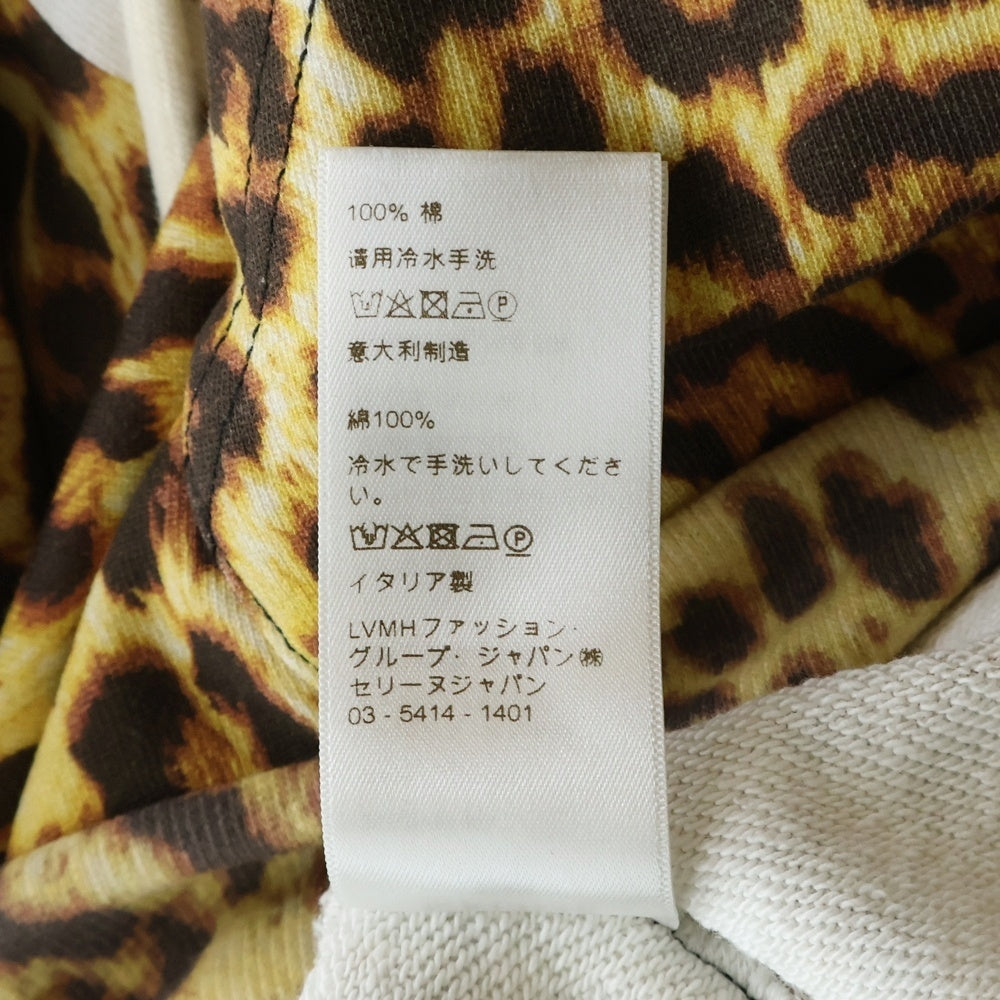 100% 棉
请用冷水手洗
P
意大利制造
綿100%
冷水で手洗いしてくださ
い。
P
イタリア製
LVMHファッション·
グループ· ジャパン㈱
セリーヌジャパン
03 - 5414 - 1401